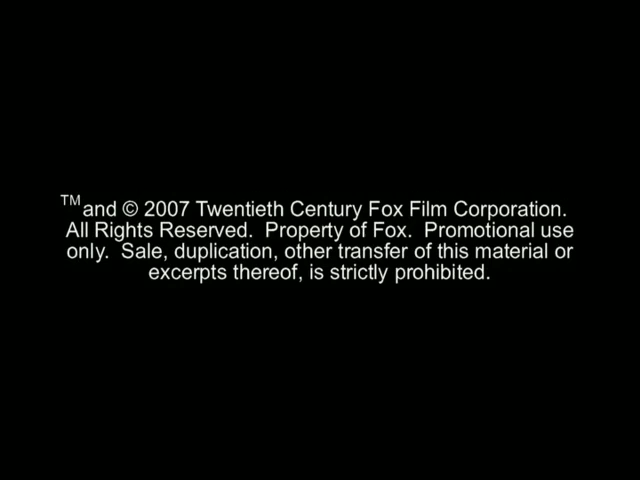 ™and © 2007 Twentieth Century Fox Film Corporation.
All Rights Reserved.  Property of Fox.  Promotional use
only.  Sale, duplication, other transfer of this material or
excerpts thereof, is strictly prohibited.